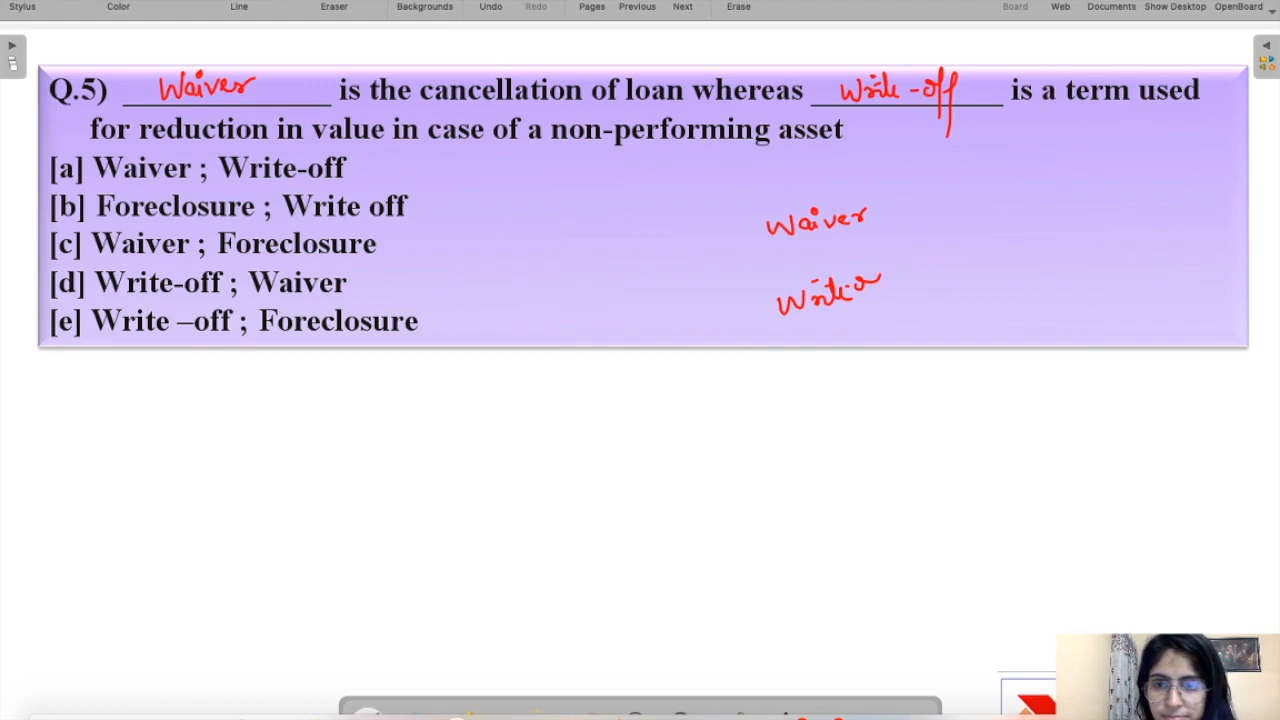 Stylus Color Line Eraser Backgrounds Undo Redo Pages Previous Next Erase Board Web Documents Show Desktop OpenBoard
Q.5) Waiver is the cancellation of loan whereas Write-off is a term used
for reduction in value in case of a non-performing asset
[a] Waiver ; Write-off
[b] Foreclosure ; Write off
Waiver
[c] Waiver ; Foreclosure
[d] Write-off ; Waiver
Write-o
[e] Write –off ; Foreclosure